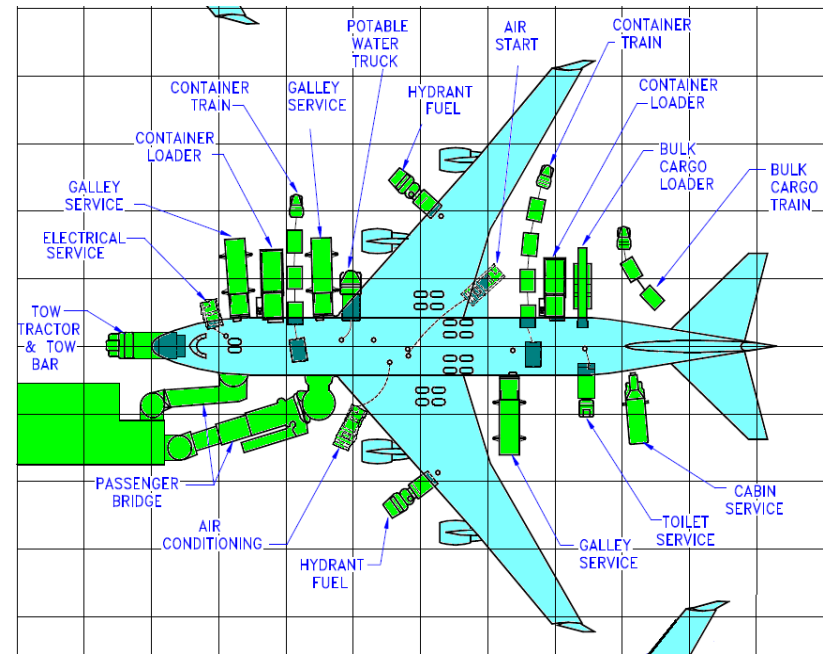 POTABLE
WATER
TRUCK
AIR
START
CONTAINER
TRAIN
CONTAINER
TRAIN
GALLEY
SERVICE
HYDRANT
FUEL
CONTAINER
LOADER
CONTAINER
LOADER
BULK
CARGO
LOADER
BULK
CARGO
TRAIN
GALLEY
SERVICE
ELECTRICAL
SERVICE
TOW
TRACTOR
& TOW
BAR
PASSENGER
BRIDGE
AIR
CONDITIONING
HYDRANT
FUEL
GALLEY
SERVICE
TOILET
SERVICE
CABIN
SERVICE